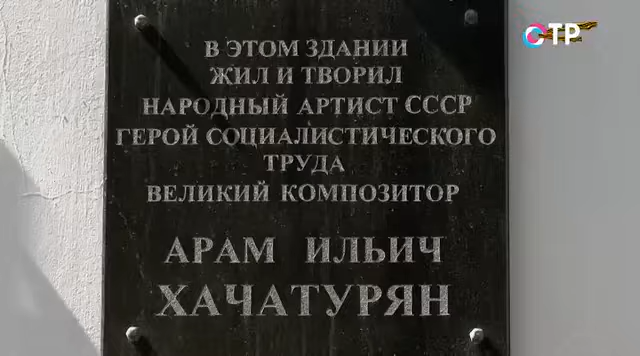 ОТР
В ЭТОМ ЗДАНИИ
ЖИЛ И ТВОРИЛ
НАРОДНЫЙ АРТИСТ СССР
ГЕРОЙ СОЦИАЛИСТИЧЕСКОГО
ТРУДА
ВЕЛИКИЙ КОМПОЗИТОР
АРАМ ИЛЬИЧ
ХАЧАТУРЯН